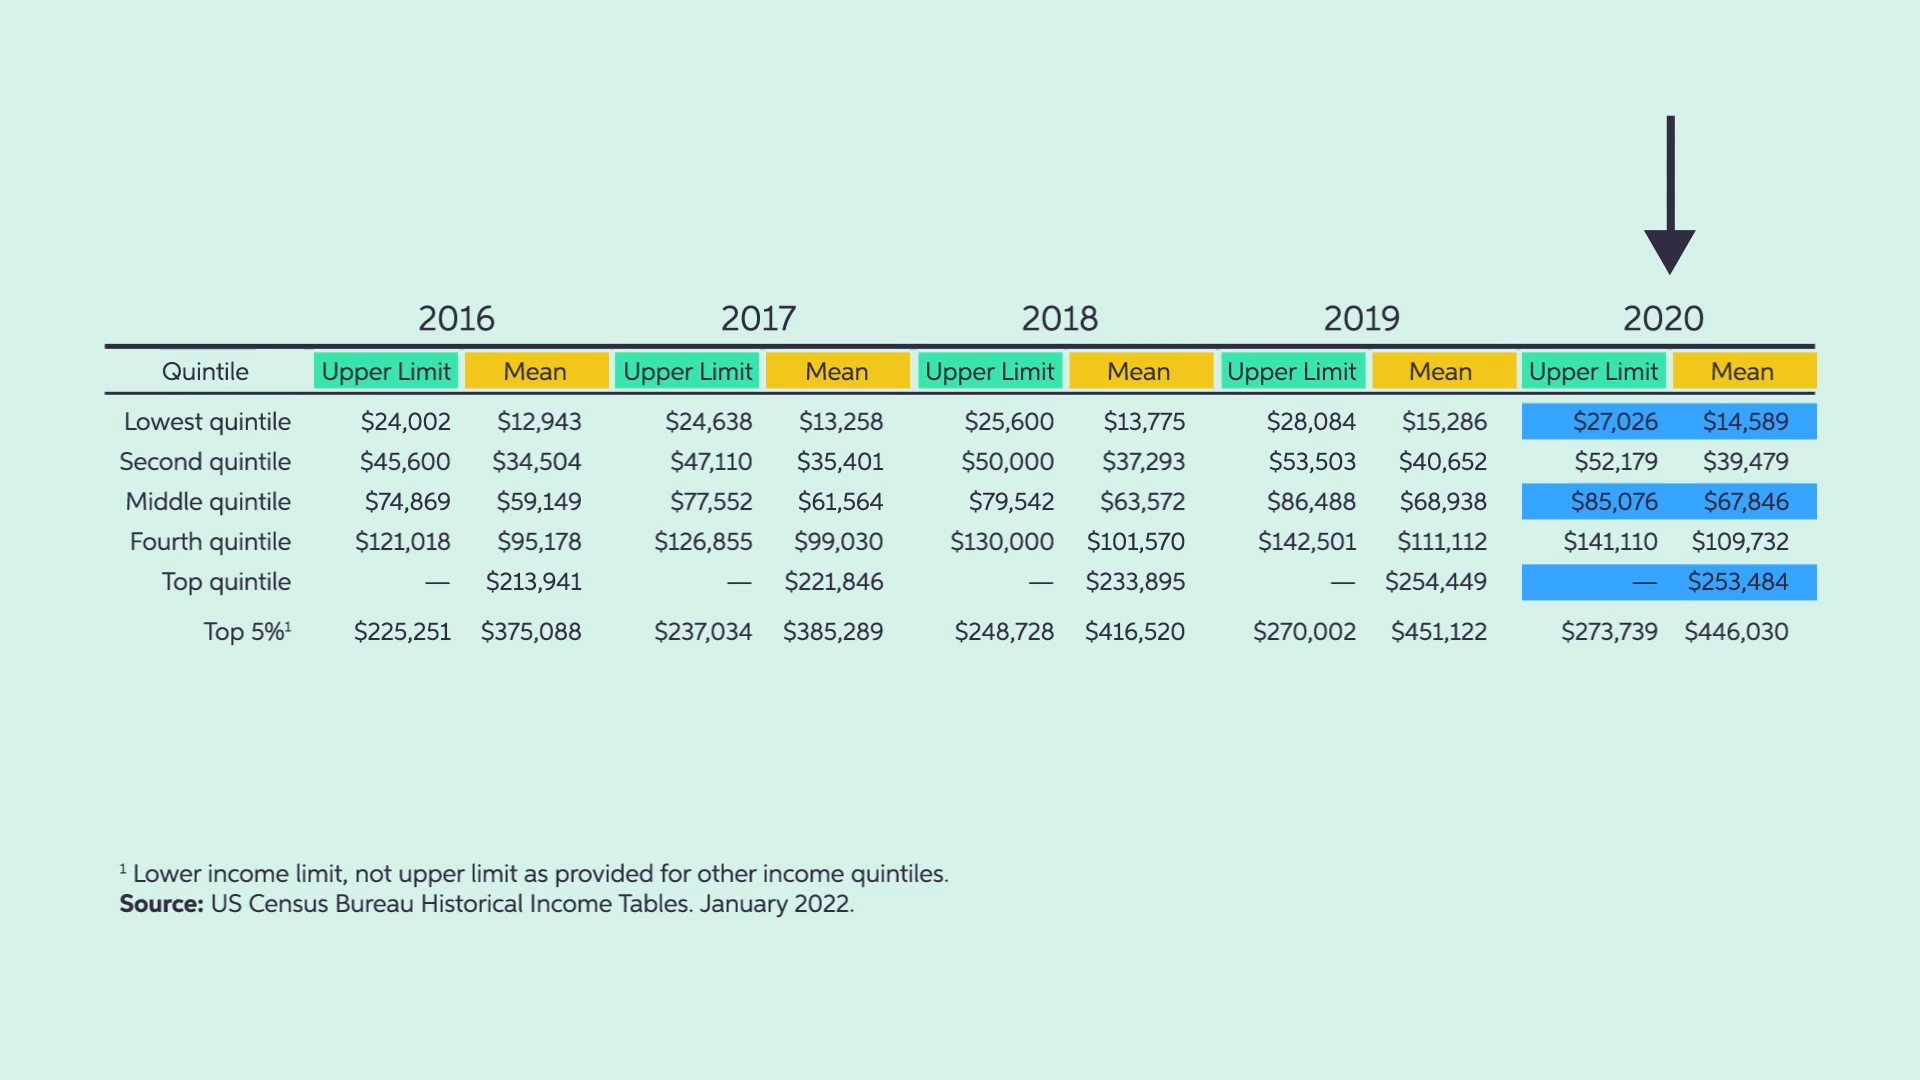 2016 2017 2018 2019 2020
Quintile Upper Limit Mean Upper Limit Mean Upper Limit Mean Upper Limit Mean Upper Limit Mean
Lowest quintile $24,002 $12,943 $24,638 $13,258 $25,600 $13,775 $28,084 $15,286 $27,026 $14,589
Second quintile $45,600 $34,504 $47,110 $35,401 $50,000 $37,293 $53,503 $40,652 $52,179 $39,479
Middle quintile $74,869 $59,149 $77,552 $61,564 $79,542 $63,572 $86,488 $68,938 $85,076 $67,846
Fourth quintile $121,018 $95,178 $126,855 $99,030 $130,000 $101,570 $142,501 $111,112 $141,110 $109,732
Top quintile — $213,941 — $221,846 — $233,895 — $254,449 — $253,484
Top 5%¹ $225,251 $375,088 $237,034 $385,289 $248,728 $416,520 $270,002 $451,122 $273,739 $446,030
¹ Lower income limit, not upper limit as provided for other income quintiles.
Source: US Census Bureau Historical Income Tables. January 2022.